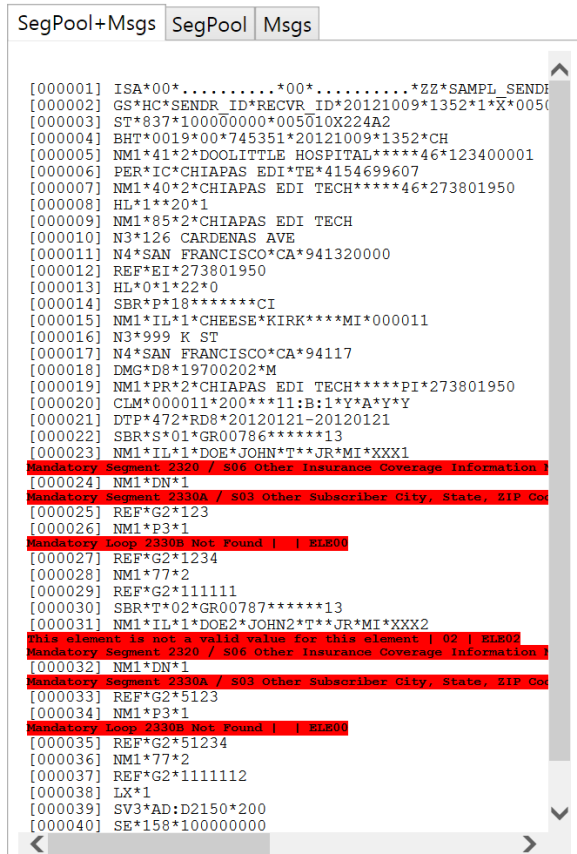 SegPool+Msgs SegPool Msgs
[000001] ISA*00*..........*00*..........*ZZ*SAMPL_SENDE
[000002] GS*HC*SENDR_ID*RECVR_ID*20121009*1352*1*X*0050
[000003] ST*837*100000000*005010X224A2
[000004] BHT*0019*00*745351*20121009*1352*CH
[000005] NM1*41*2*DOOLITTLE HOSPITAL*****46*123400001
[000006] PER*IC*CHIAPAS EDI*TE*4154699607
[000007] NM1*40*2*CHIAPAS EDI TECH*****46*273801950
[000008] HL*1**20*1
[000009] NM1*85*2*CHIAPAS EDI TECH
[000010] N3*126 CARDENAS AVE
[000011] N4*SAN FRANCISCO*CA*941320000
[000012] REF*EI*273801950
[000013] HL*0*1*22*0
[000014] SBR*P*18*******CI
[000015] NM1*IL*1*CHEESE*KIRK****MI*000011
[000016] N3*999 K ST
[000017] N4*SAN FRANCISCO*CA*94117
[000018] DMG*D8*19700202*M
[000019] NM1*PR*2*CHIAPAS EDI TECH*****PI*273801950
[000020] CLM*000011*200***11:B:1*Y*A*Y*Y
[000021] DTP*472*RD8*20120121-20120121
[000022] SBR*S*01*GR00786******13
[000023] NM1*IL*1*DOE*JOHN*T**JR*MI*XXX1
Mandatory Segment 2320 / S06 Other Insurance Coverage Information N
[000024] NM1*DN*1
Mandatory Segment 2330A / S03 Other Subscriber City, State, ZIP Cod
[000025] REF*G2*123
[000026] NM1*P3*1
Mandatory Loop 2330B Not Found | | ELE00
[000027] REF*G2*1234
[000028] NM1*77*2
[000029] REF*G2*111111
[000030] SBR*T*02*GR00787******13
[000031] NM1*IL*1*DOE2*JOHN2*T**JR*MI*XXX2
This element is not a valid value for this element | 02 | ELE02
Mandatory Segment 2320 / S06 Other Insurance Coverage Information N
[000032] NM1*DN*1
Mandatory Segment 2330A / S03 Other Subscriber City, State, ZIP Cod
[000033] REF*G2*5123
[000034] NM1*P3*1
Mandatory Loop 2330B Not Found | | ELE00
[000035] REF*G2*51234
[000036] NM1*77*2
[000037] REF*G2*1111112
[000038] LX*1
[000039] SV3*AD:D2150*200
[000040] SE*158*100000000